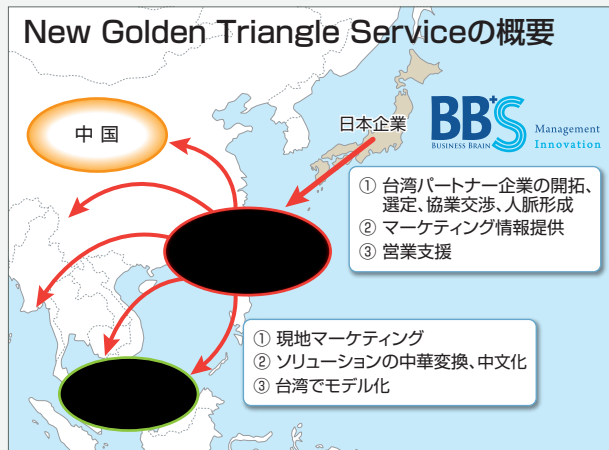 New Golden Triangle Serviceの概要
中 国
日本企業
BB+S
BUSINESS BRAIN
Management
Innovation
① 台湾パートナー企業の開拓、
選定、協業交渉、人脈形成
② マーケティング情報提供
③ 営業支援
① 現地マーケティング
② ソリューションの中華変換、中文化
③ 台湾でモデル化